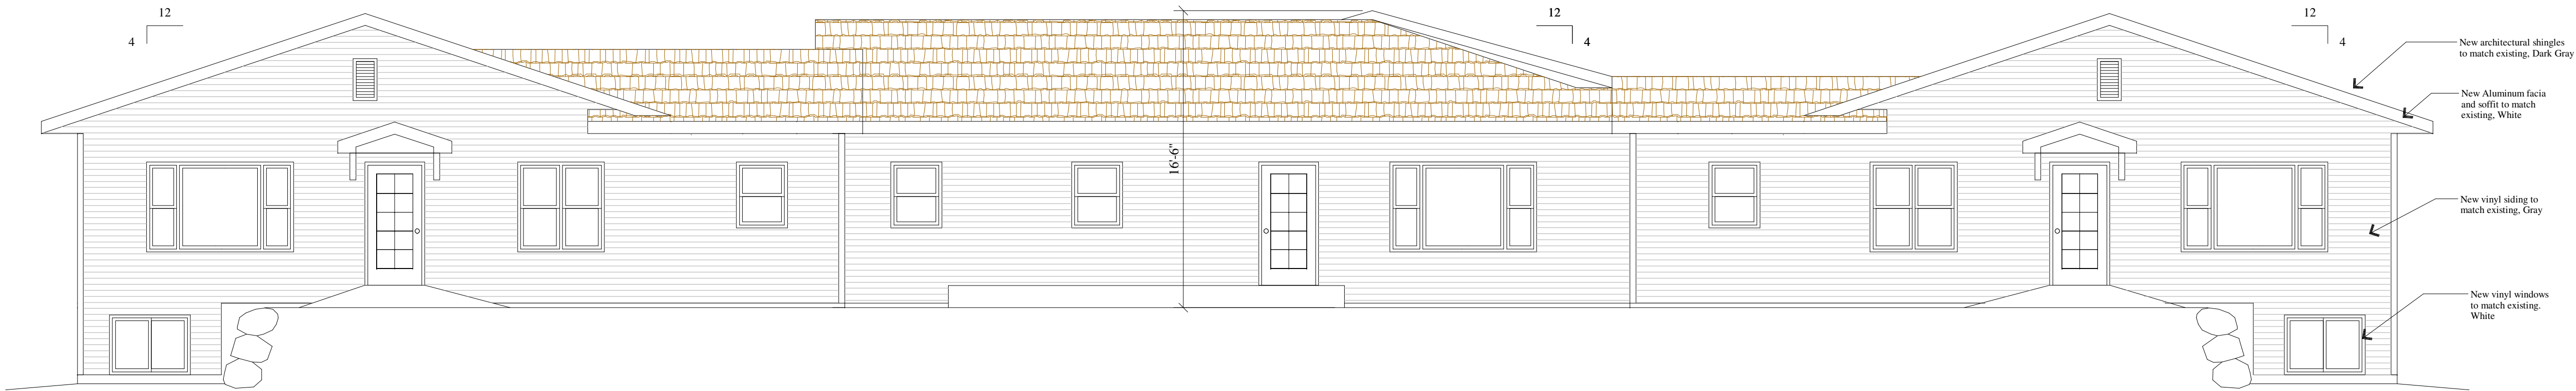 12
4
16'-6"
12
4
12
4
New architectural shingles
to match existing, Dark Gray
New Aluminum facia
and soffit to match
existing, White
New vinyl siding to
match existing, Gray
New vinyl windows
to match existing.
White